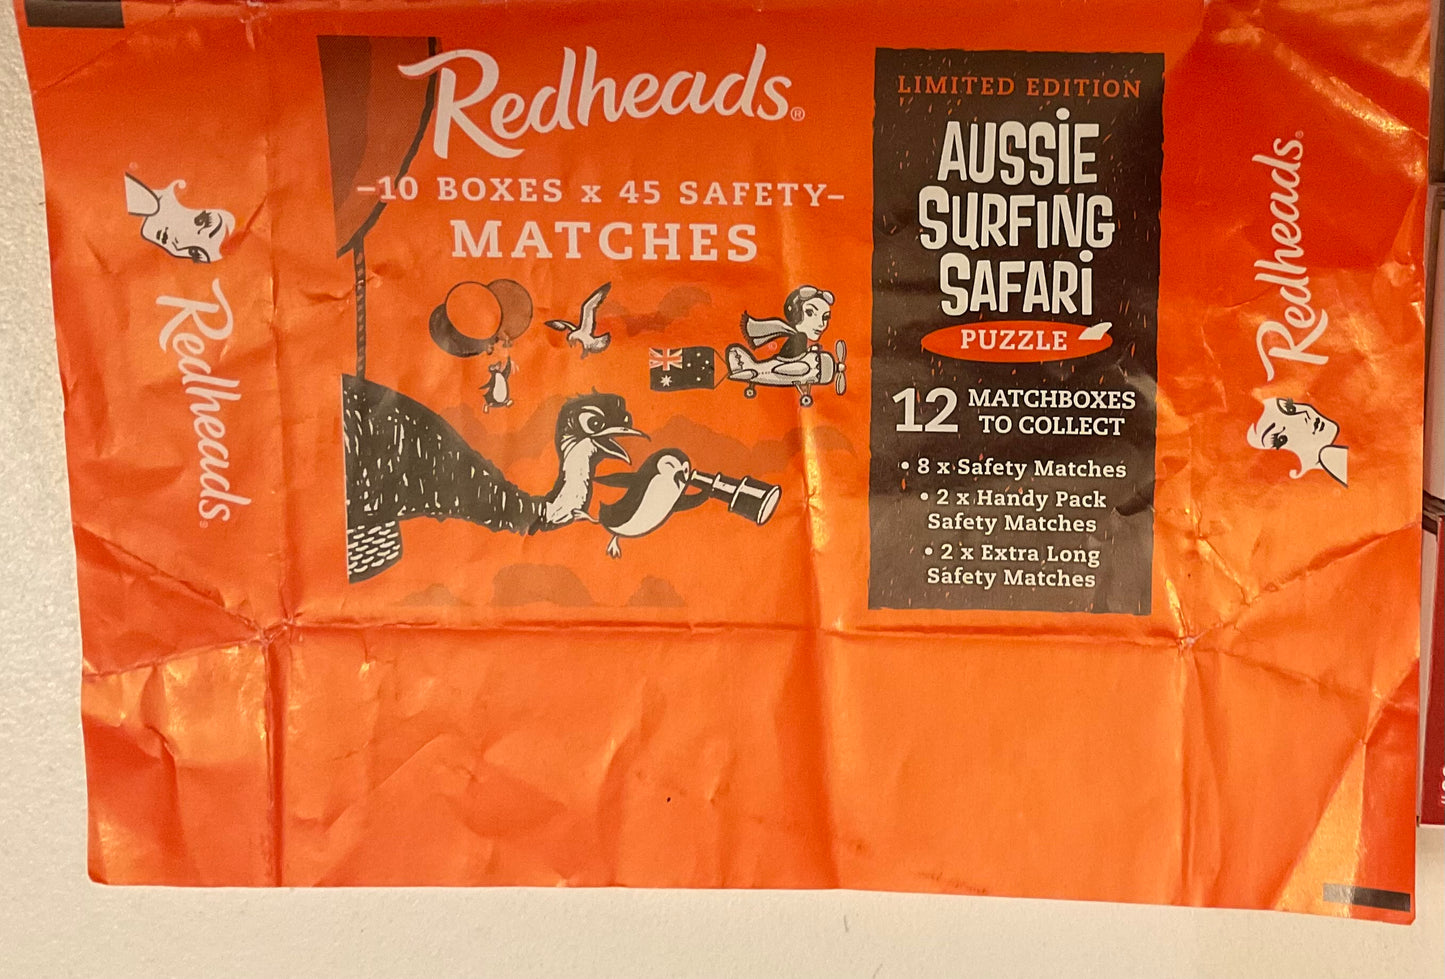 Redheads®
–10 BOXES x 45 SAFETY–
MATCHES
LIMITED EDITION
AUSSiE
SURFiNG
SAFARi
PUZZLE
12 MATCHBOXES
TO COLLECT
• 8 x Safety Matches
• 2 x Handy Pack
Safety Matches
• 2 x Extra Long
Safety Matches
Redheads®
Redheads®